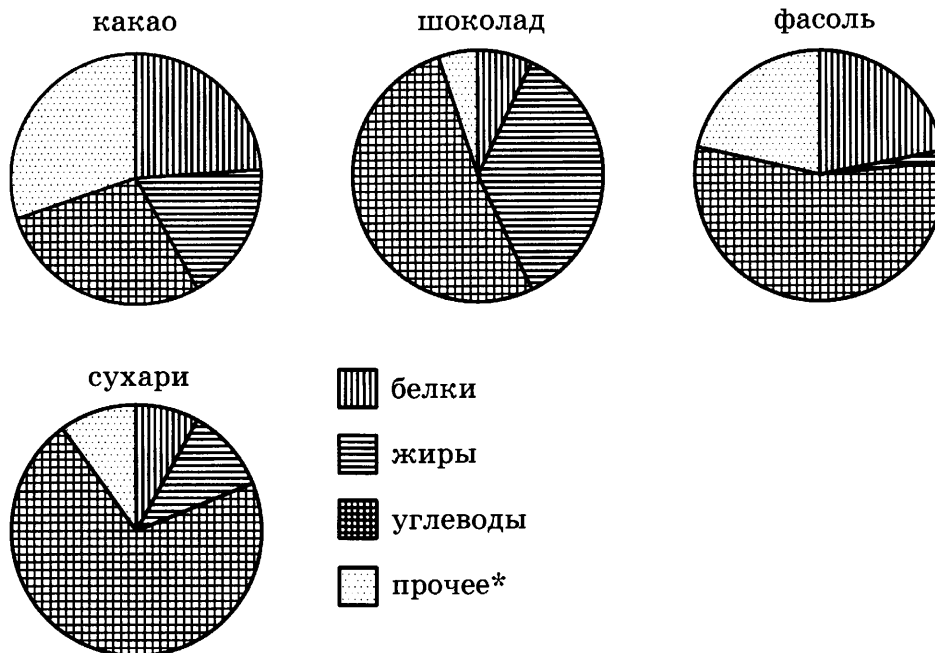 какао
шоколад
фасоль
сухари
белки
жиры
углеводы
прочее*